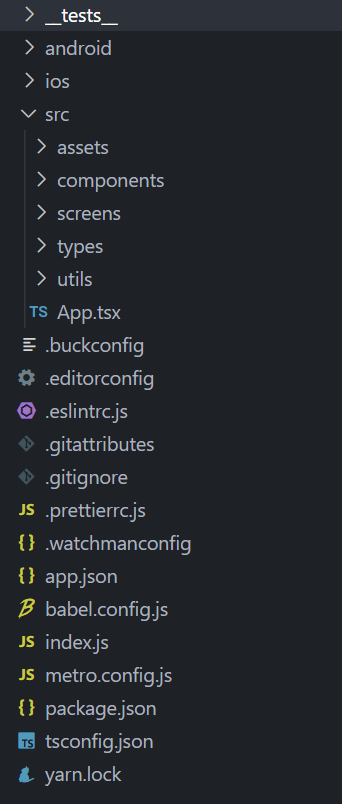 __tests__
android
ios
src
assets
components
screens
types
utils
TS App.tsx
.buckconfig
.editorconfig
.eslintrc.js
.gitattributes
.gitignore
JS .prettierrc.js
{} .watchmanconfig
{} app.json
B babel.config.js
JS index.js
JS metro.config.js
{} package.json
TS tsconfig.json
yarn.lock